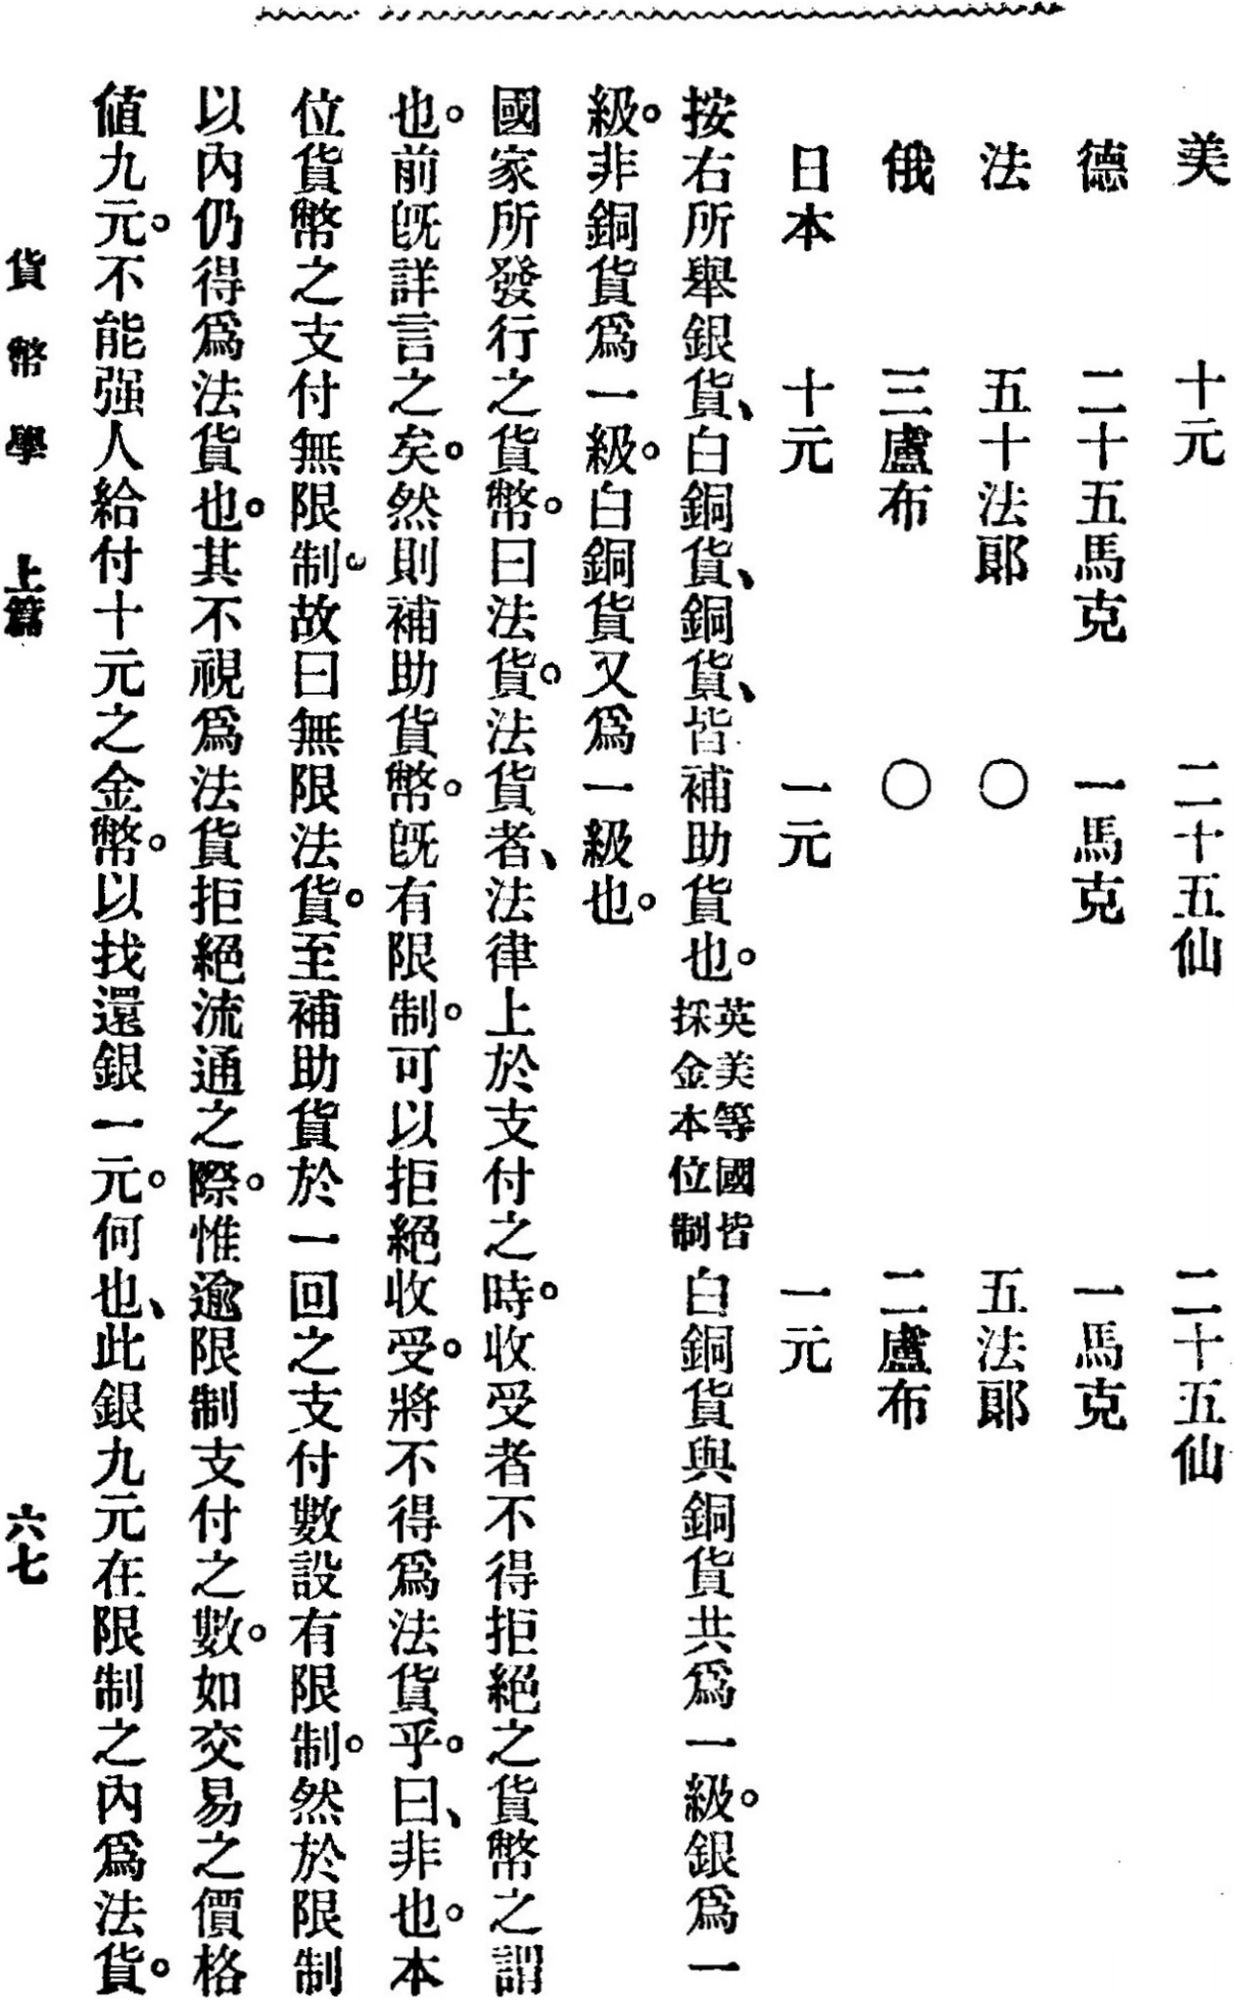 美　十元　二十五仙　二十五仙
德　二十五馬克　一馬克　一馬克
法　五十法郞　〇　五法郞
俄　三盧布　〇　二盧布
日本　十元　一元　一元
按右所舉銀貨、白銅貨、銅貨、皆補助貨也。英美等國皆採金本位制白銅貨與銅貨共爲一級。銀爲一
級。非銅貨爲一級。白銅貨又爲一級也。
國家所發行之貨幣。曰法貨。法貨者、法律上於支付之時。收受者不得拒絕之貨幣之謂
也。前旣詳言之矣。然則補助貨幣。旣有限制。可以拒絕收受。將不得爲法貨乎。曰、非也。本
位貨幣之支付無限制。故曰無限法貨。至補助貨於一回之支付數設有限制。然於限制
以內仍得爲法貨也。其不視爲法貨拒絕流通之際。惟逾限制支付之數。如交易之價格
値九元。不能强人給付十元之金幣。以找還銀一元。何也、此銀九元在限制之內爲法貨。
貨幣學　上篇　六七